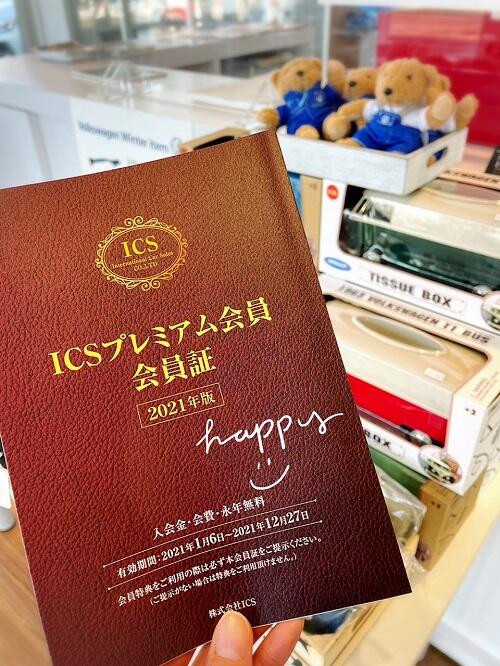 Volkswagen Winter Item
ICS
International Car Sales
CO.,LTD
ICSプレミアム会員
会員証
2021年版
happy
入会金・会費・永年無料
有効期間:2021年1月6日~2021年12月27日
会員特典をご利用の際は必ず本会員証をご提示ください。
(ご提示がない場合は特典をご利用頂けません。)
株式会社ICS
TISSUE BOX
1963 VOLKSWAGEN T1 BUS
BOX
+3